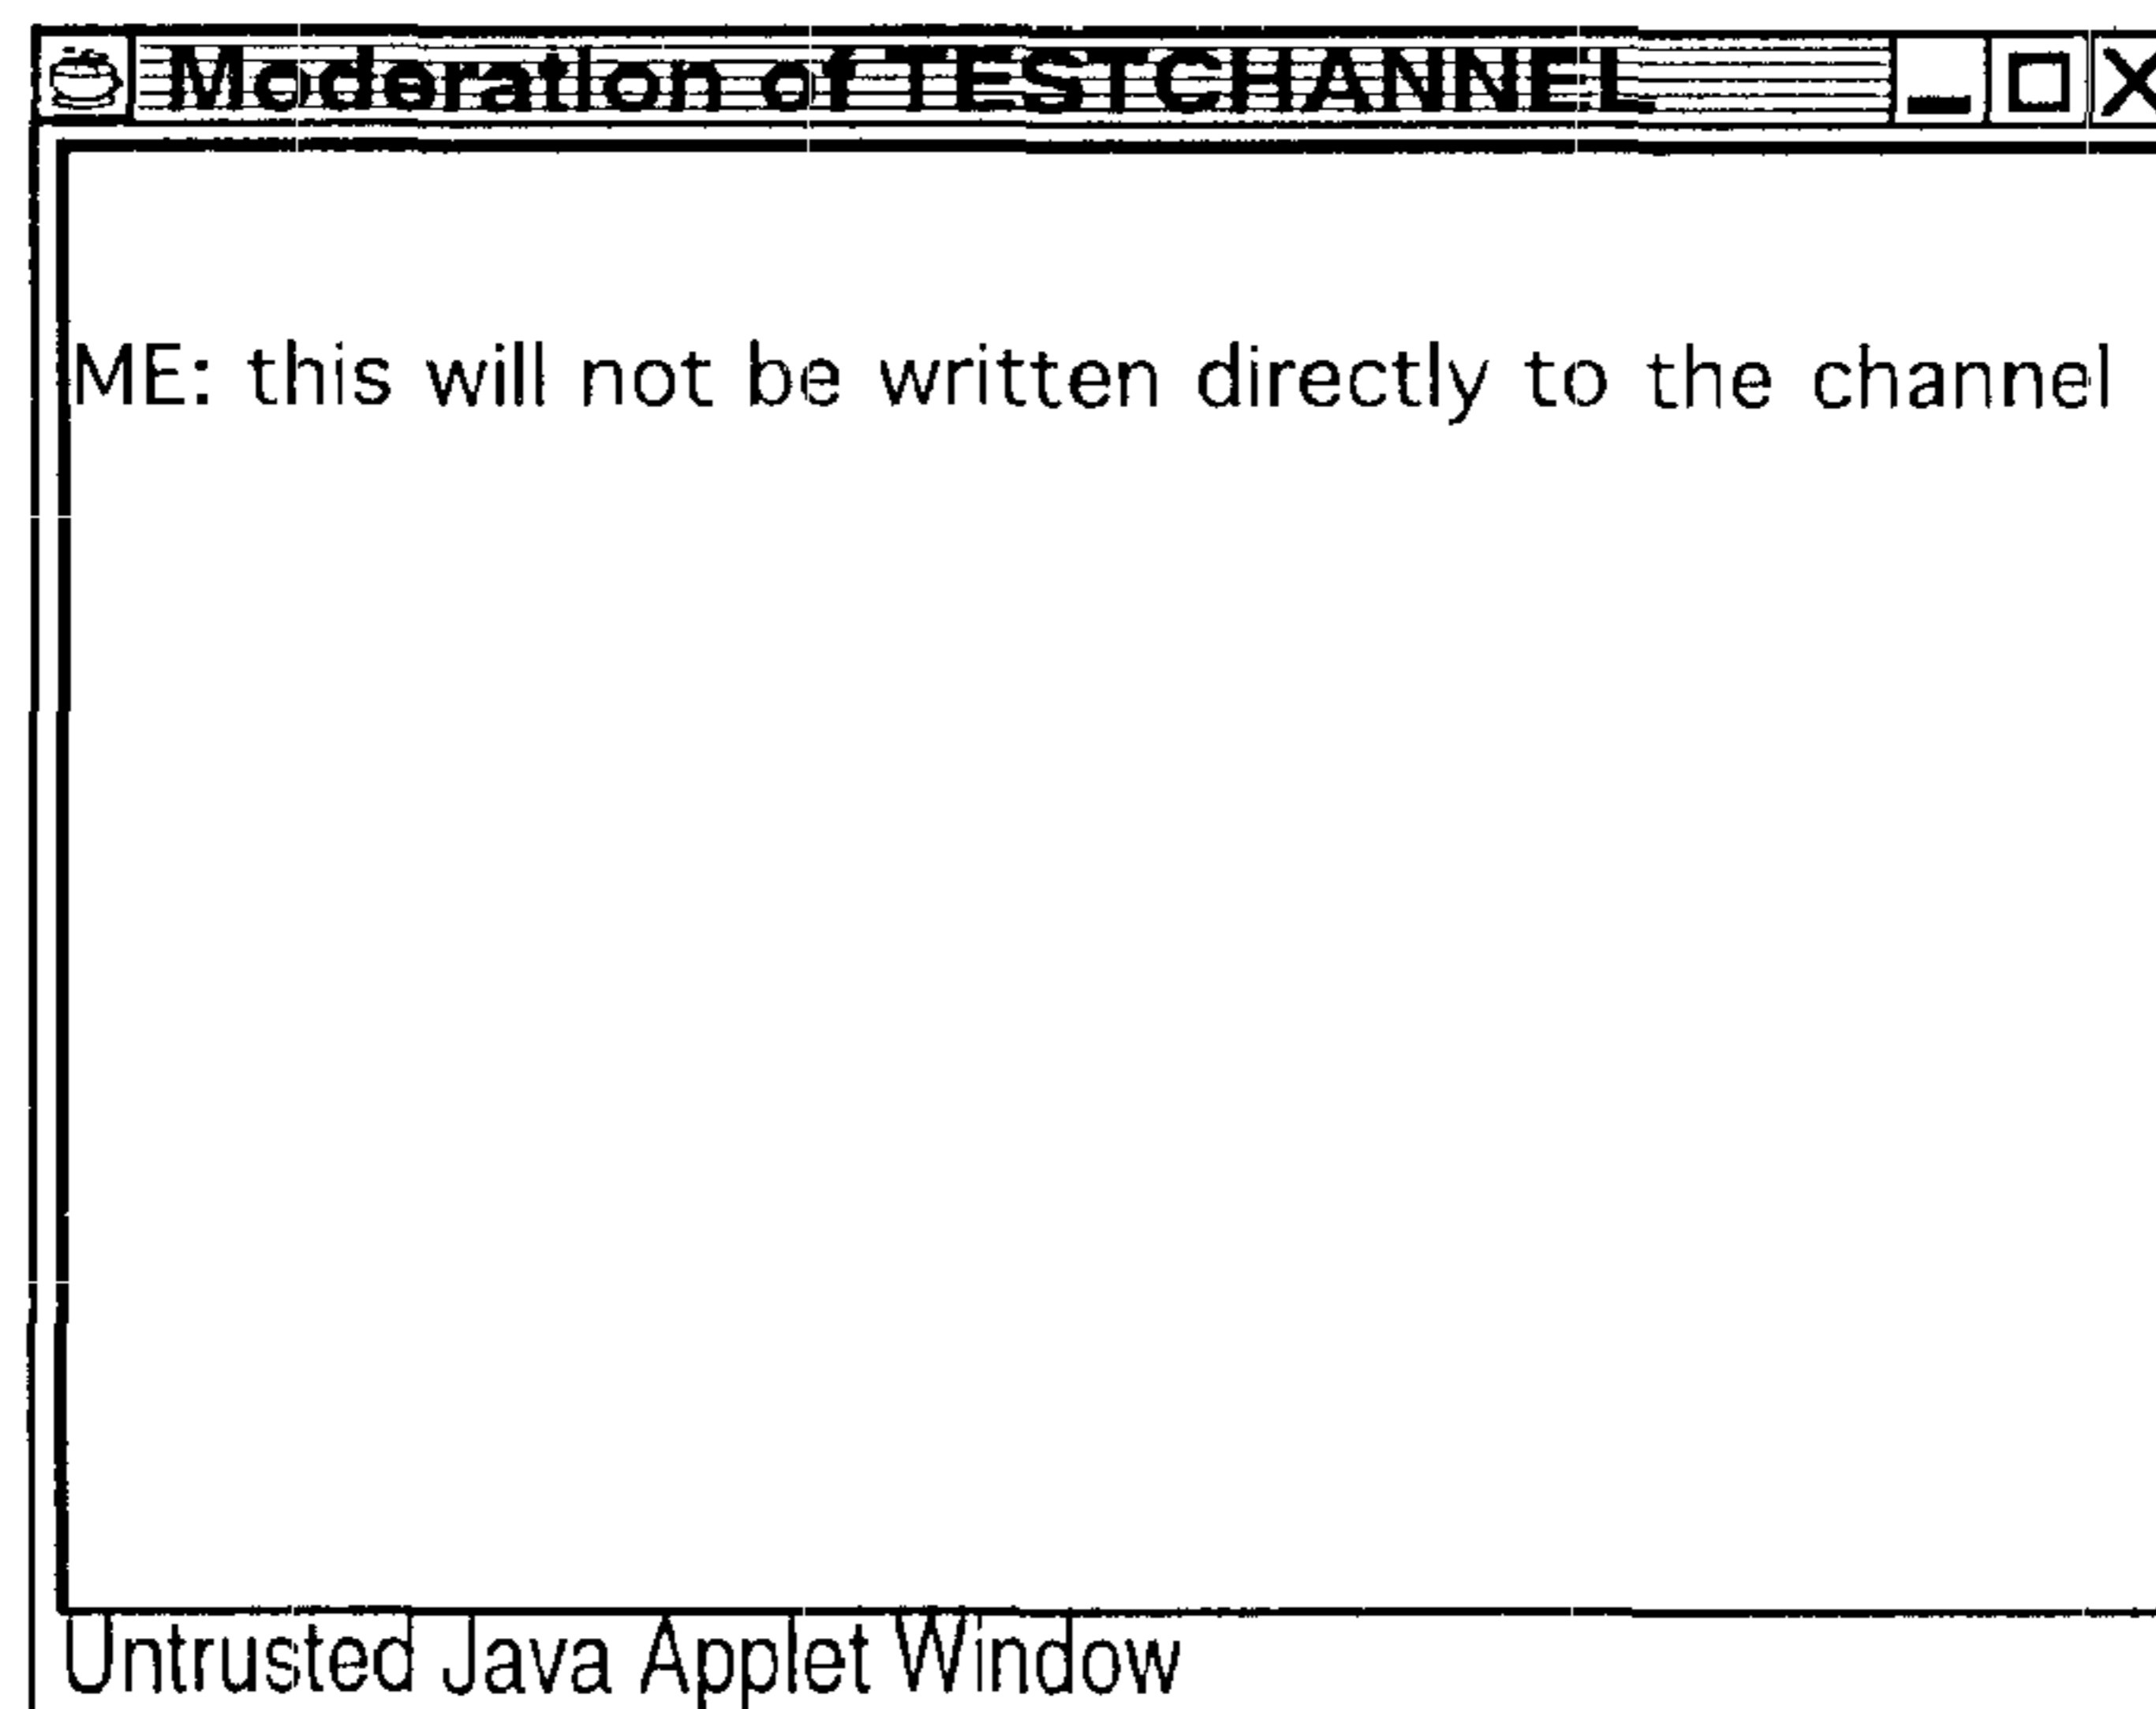 Moderation of TESTCHANNEL
ME: this will not be written directly to the channel
Untrusted Java Applet Window